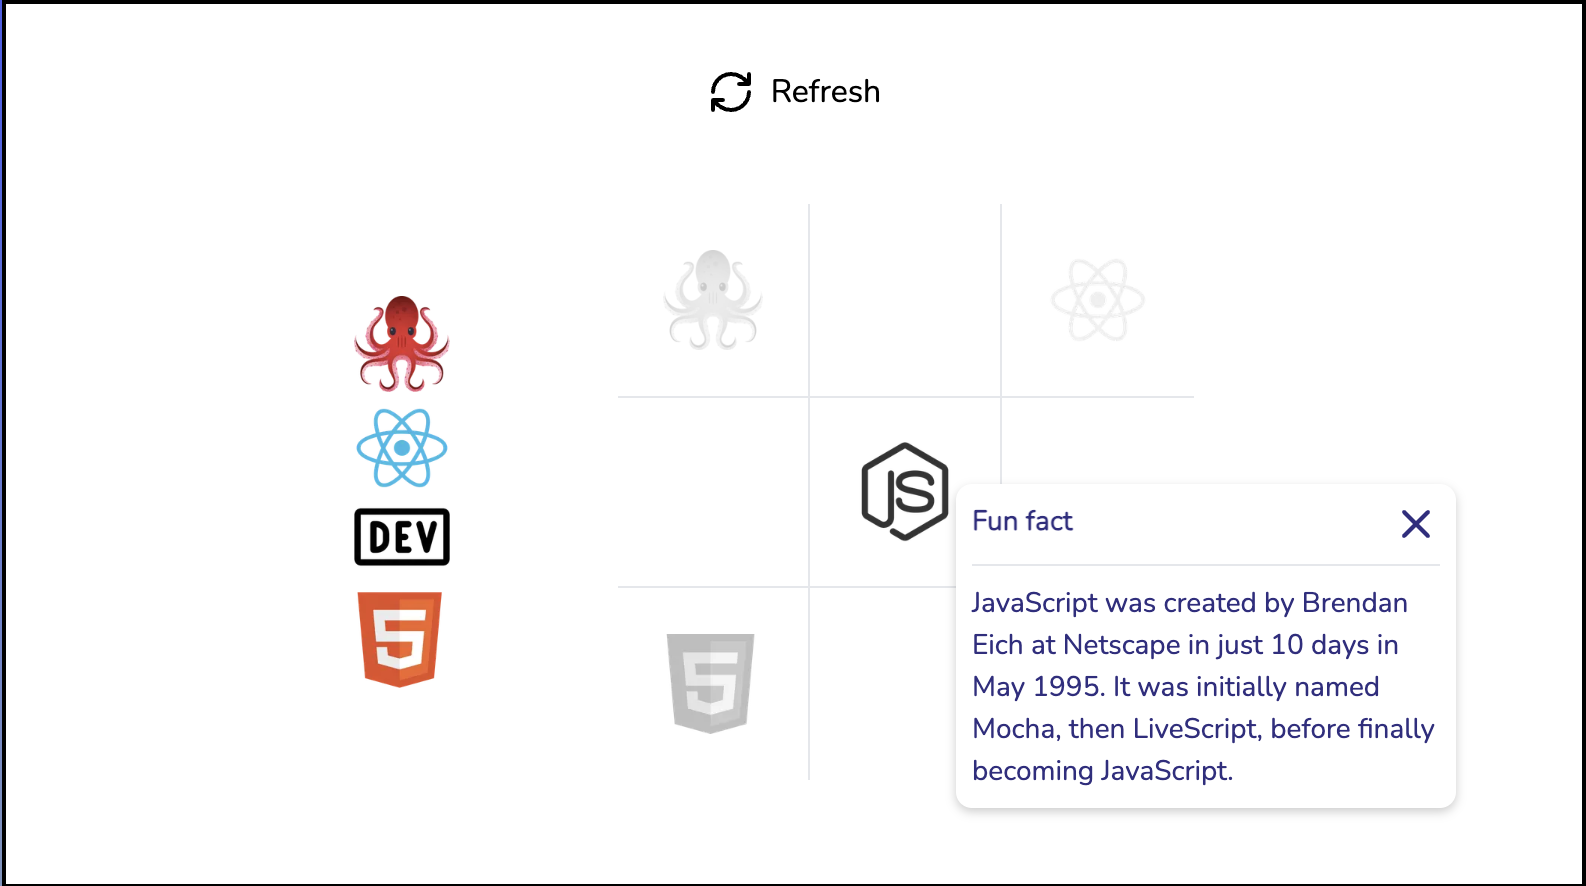 Refresh
DEV
5
JS
5
Fun fact
JavaScript was created by Brendan
Eich at Netscape in just 10 days in
May 1995. It was initially named
Mocha, then LiveScript, before finally
becoming JavaScript.